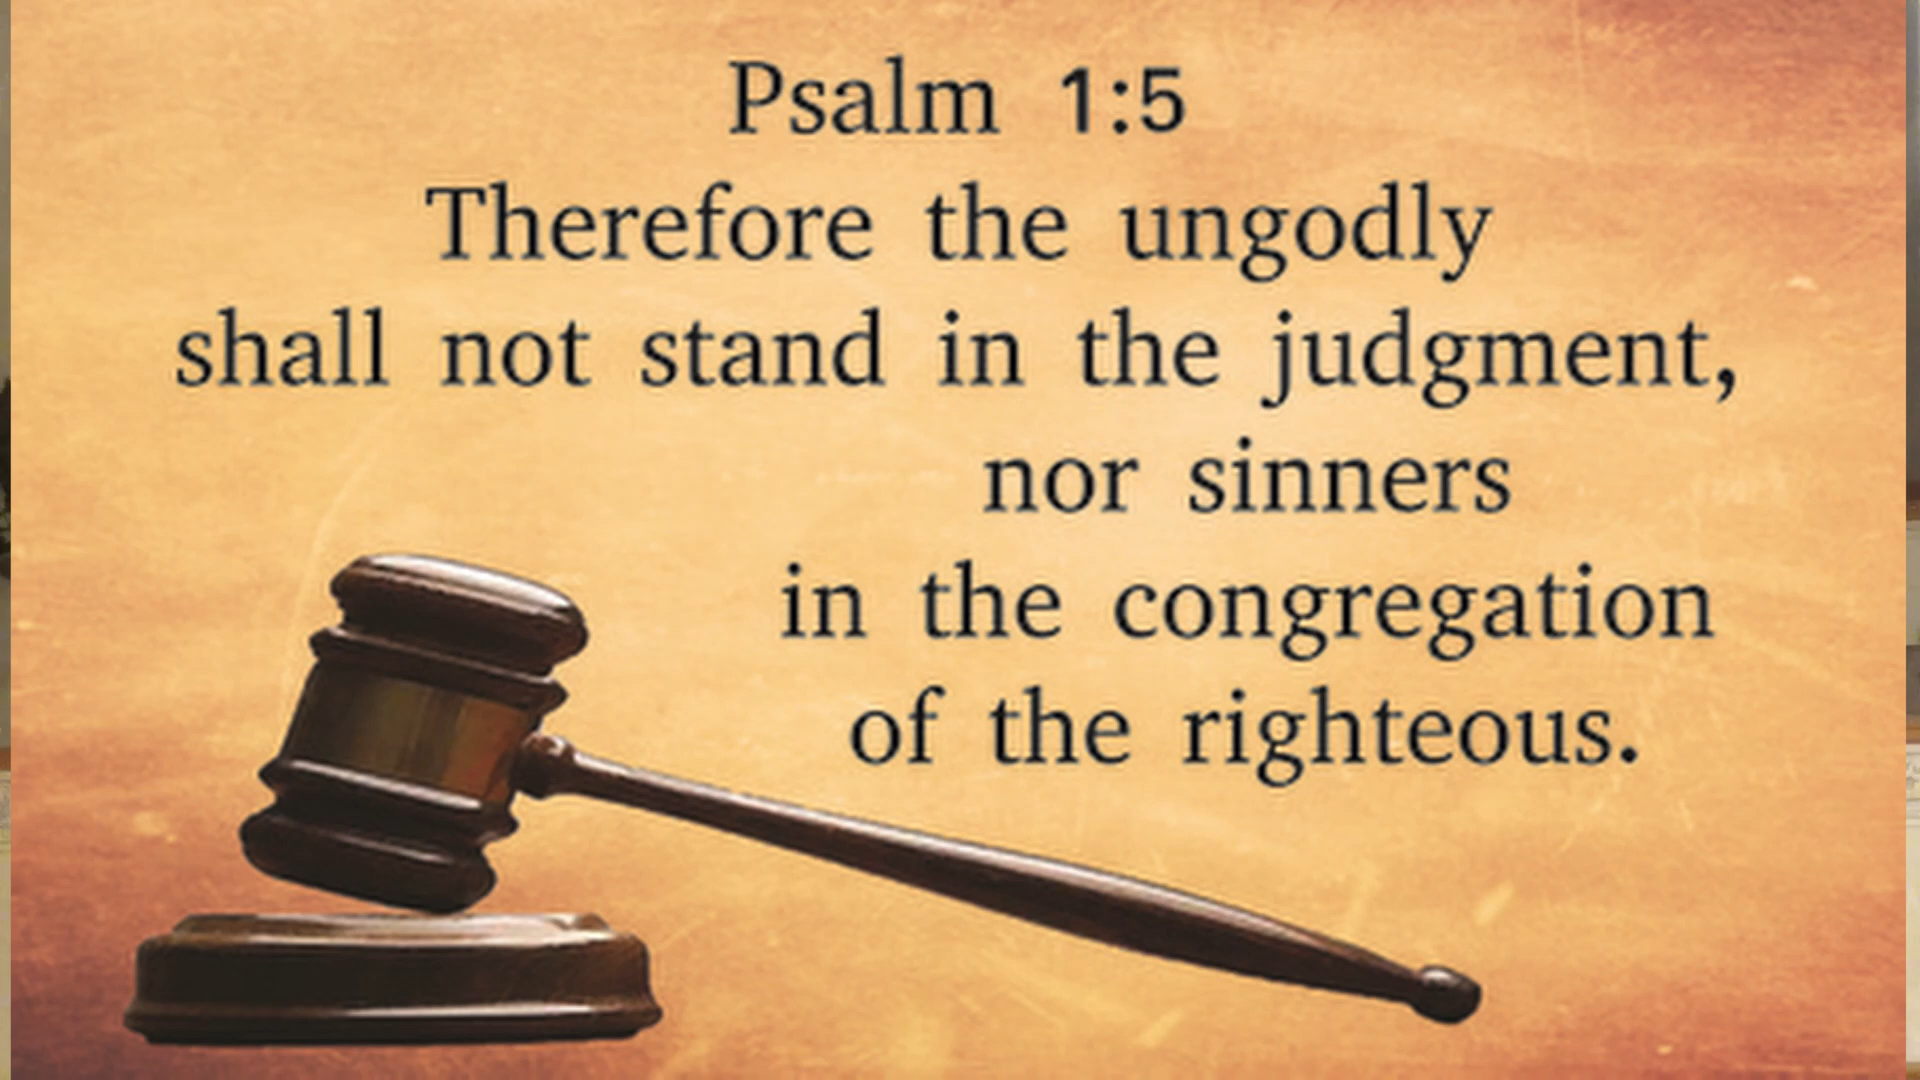 Psalm 1:5
Therefore the ungodly
shall not stand in the judgment,
nor sinners
in the congregation
of the righteous.